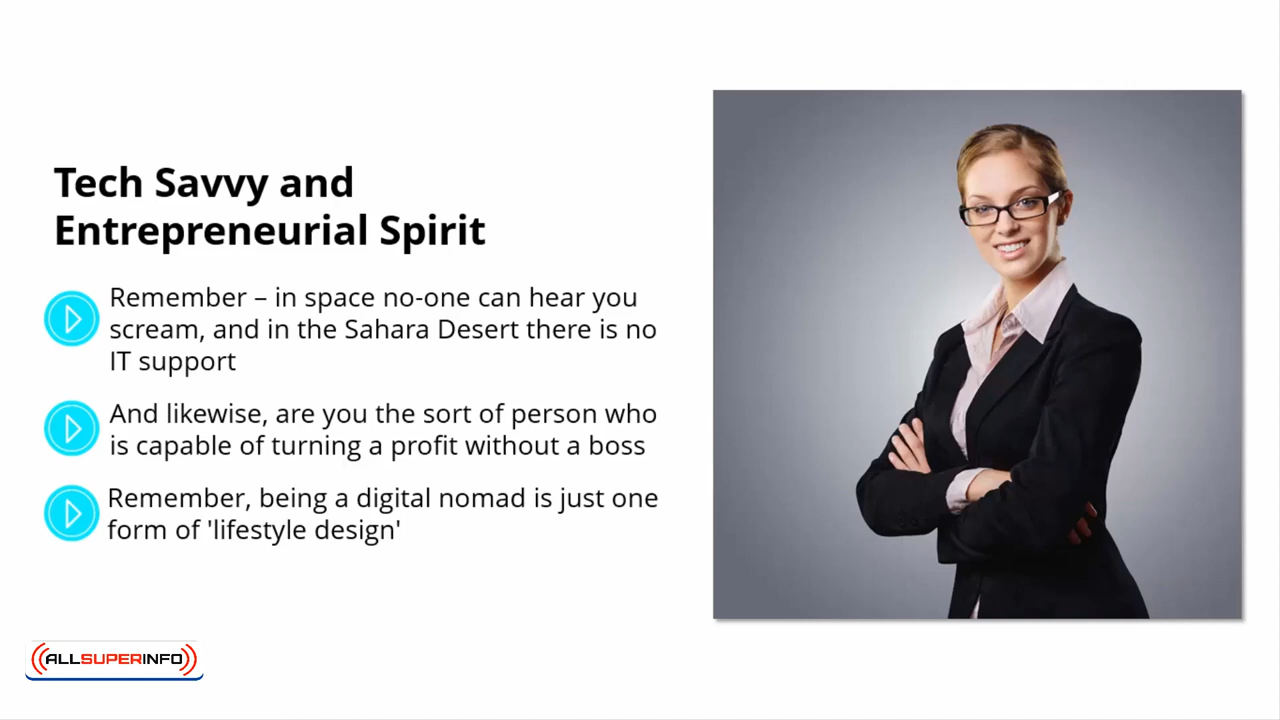 Tech Savvy and
Entrepreneurial Spirit
Remember – in space no-one can hear you
scream, and in the Sahara Desert there is no
IT support
And likewise, are you the sort of person who
is capable of turning a profit without a boss
Remember, being a digital nomad is just one
form of 'lifestyle design'
ALLSUPERINFO